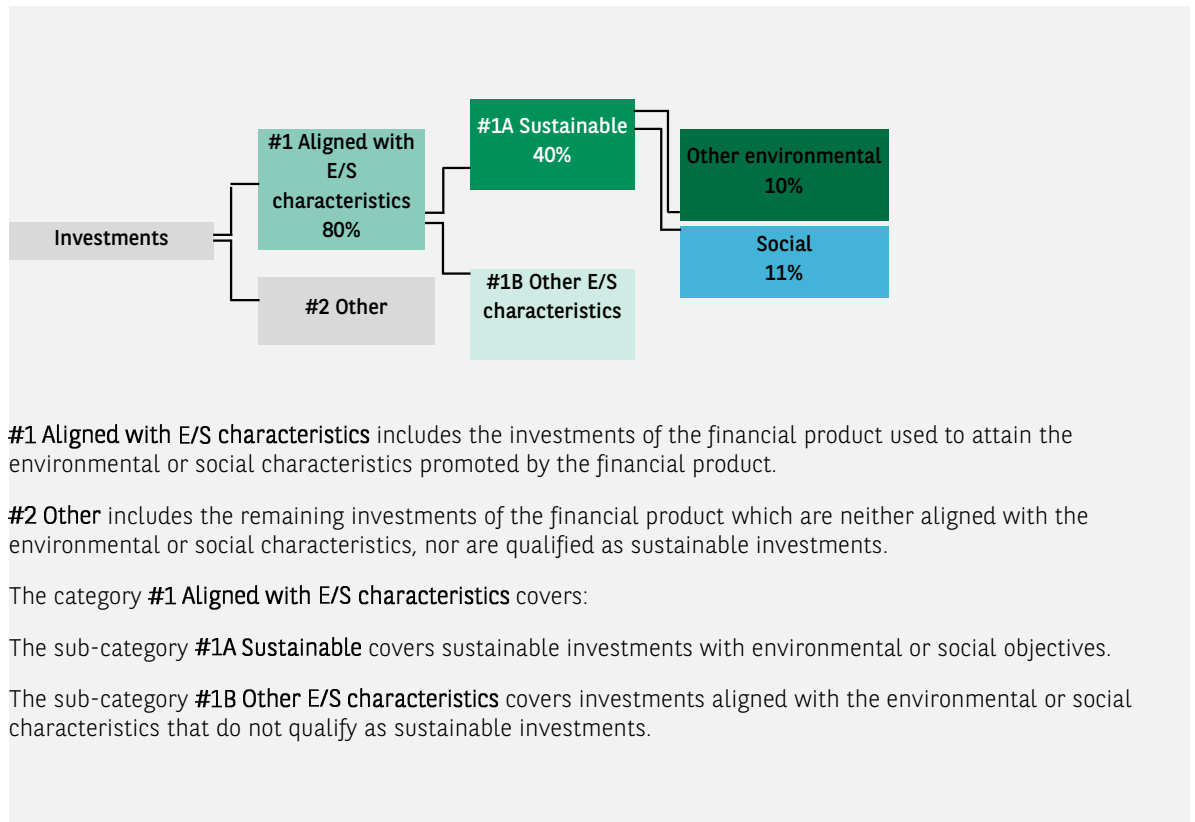 Investments
#1 Aligned with
E/S
characteristics
80%
#2 Other
#1A Sustainable
40%
#1B Other E/S
characteristics
Other environmental
10%
Social
11%
#1 Aligned with E/S characteristics includes the investments of the financial product used to attain the
environmental or social characteristics promoted by the financial product.
#2 Other includes the remaining investments of the financial product which are neither aligned with the
environmental or social characteristics, nor are qualified as sustainable investments.
The category #1 Aligned with E/S characteristics covers:
The sub-category #1A Sustainable covers sustainable investments with environmental or social objectives.
The sub-category #1B Other E/S characteristics covers investments aligned with the environmental or social
characteristics that do not qualify as sustainable investments.